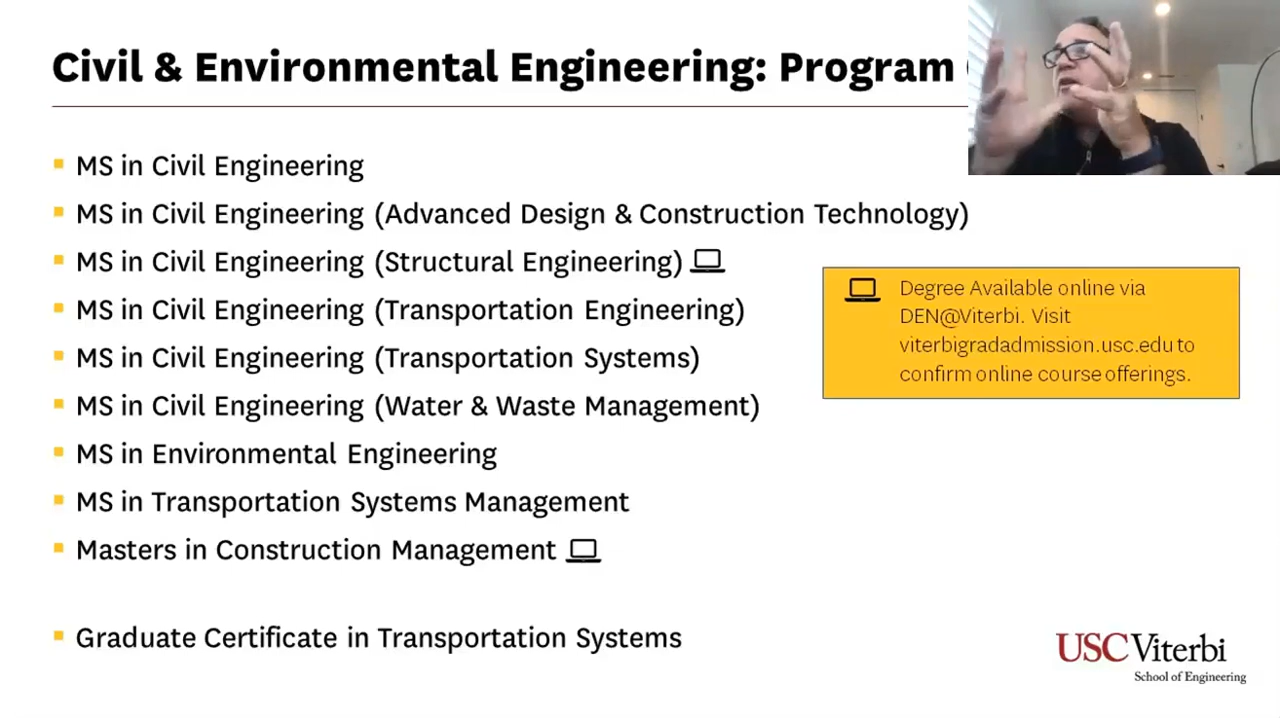 Civil & Environmental Engineering: Program
MS in Civil Engineering
MS in Civil Engineering (Advanced Design & Construction Technology)
MS in Civil Engineering (Structural Engineering)
MS in Civil Engineering (Transportation Engineering)
MS in Civil Engineering (Transportation Systems)
MS in Civil Engineering (Water & Waste Management)
MS in Environmental Engineering
MS in Transportation Systems Management
Masters in Construction Management
Graduate Certificate in Transportation Systems
Degree Available online via
DEN@Viterbi. Visit
viterbigradadmission.usc.edu to
confirm online course offerings.
USC Viterbi
School of Engineering